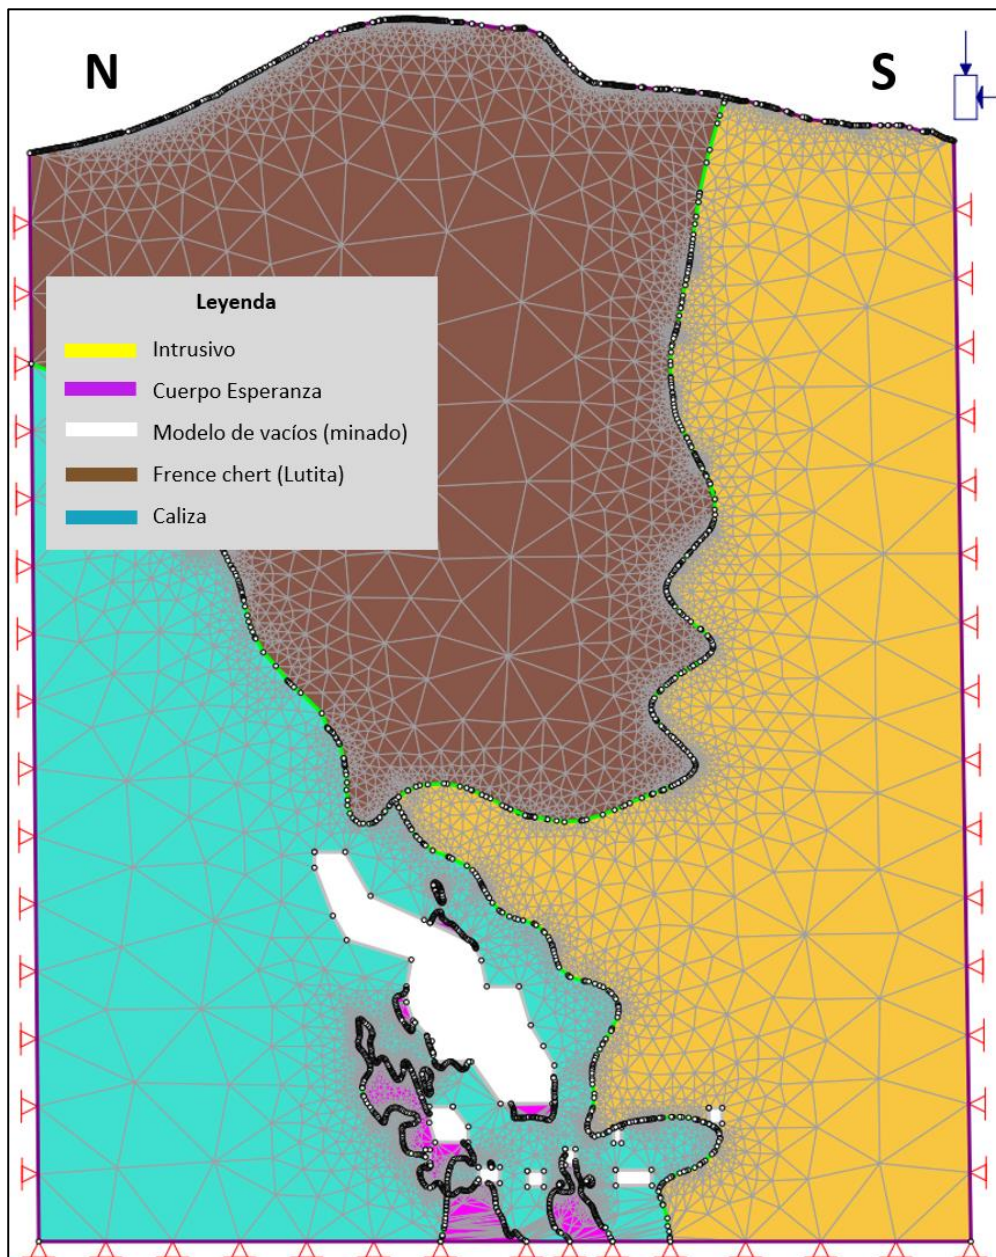 N
S
Leyenda
Intrusivo
Cuerpo Esperanza
Modelo de vacíos (minado)
Frence chert (Lutita)
Caliza